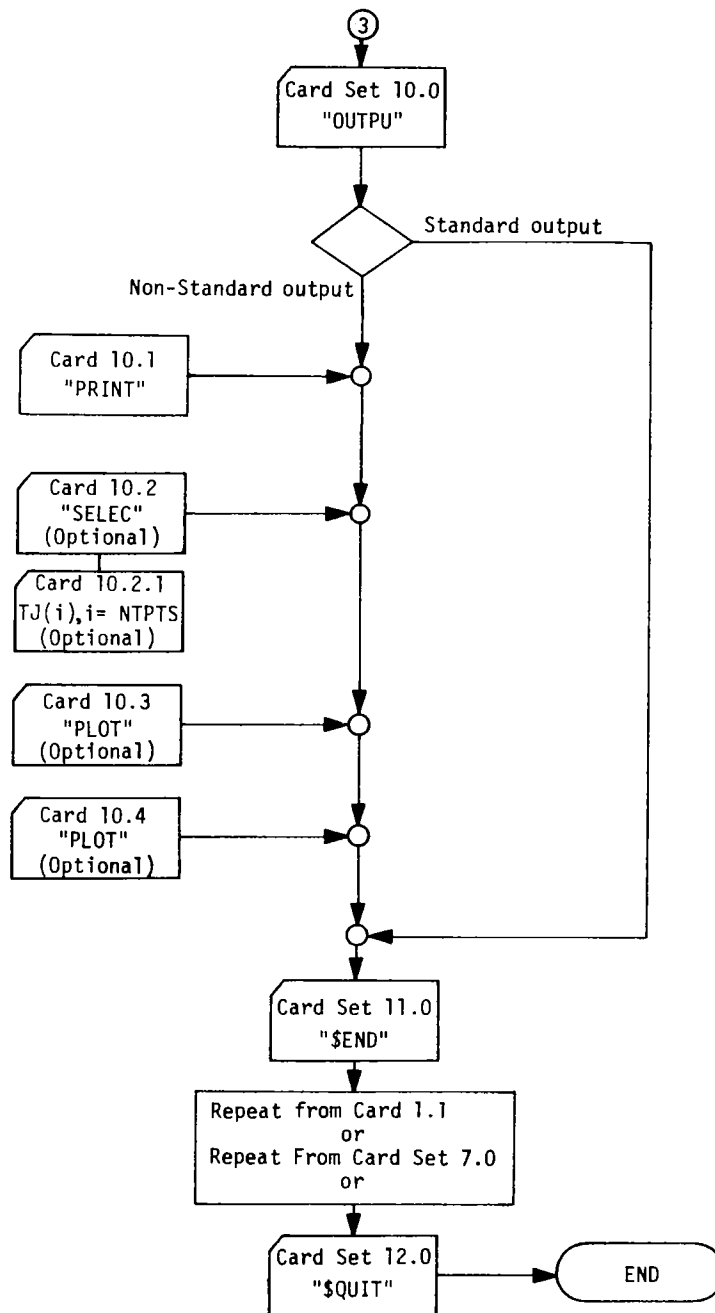 3
Card Set 10.0
"OUTPU"
Standard output
Non-Standard output
Card 10.1
"PRINT"
Card 10.2
"SELEC"
(Optional)
Card 10.2.1
TJ(i),i= NTPTS
(Optional)
Card 10.3
"PLOT"
(Optional)
Card 10.4
"PLOT"
(Optional)
Card Set 11.0
"$END"
Repeat from Card 1.1
or
Repeat From Card Set 7.0
or
Card Set 12.0
"$QUIT"
END